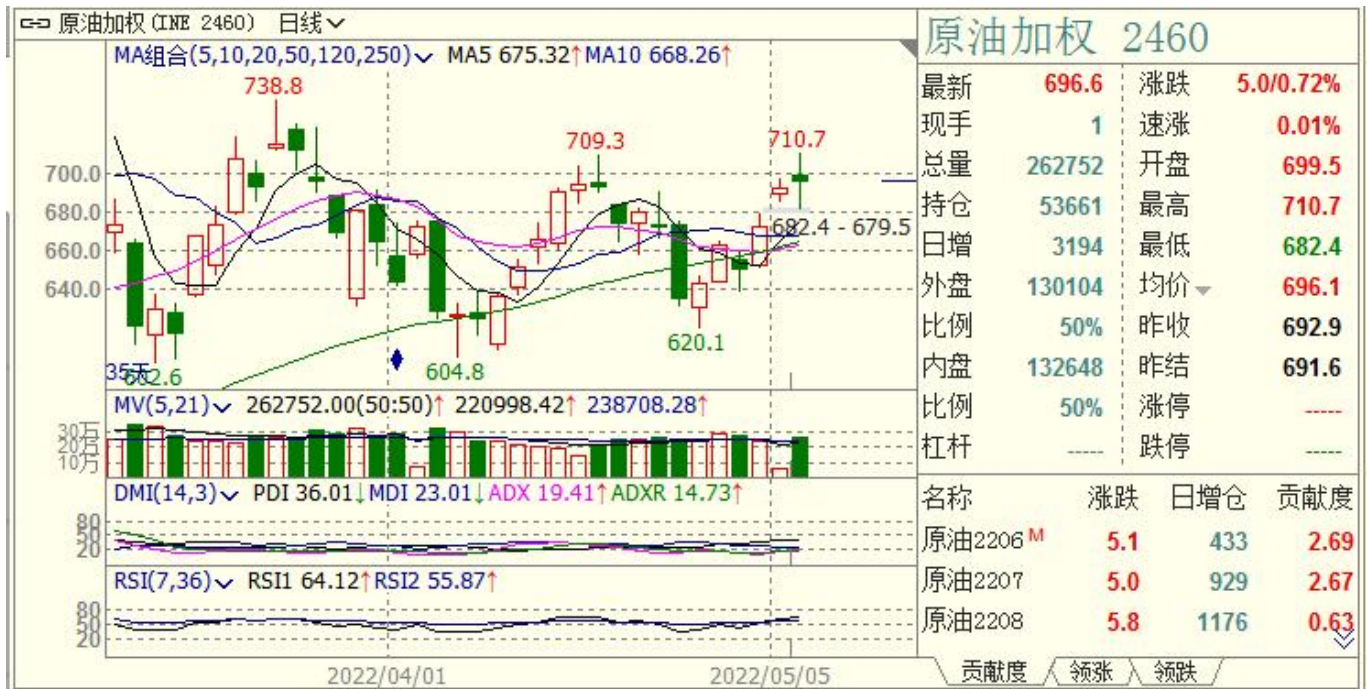 原油加权(INE 2460) 日线
MA组合(5,10,20,50,120,250) MA5 675.32↑MA10 668.26↑
738.8
709.3
710.7
700.0
680.0
682.4 - 679.5
660.0
640.0
620.1
35天
602.6
604.8
MV(5,21) 262752.00(50:50)↑ 220998.42↑ 238708.28↑
30万
20万
10万
DMI(14,3) PDI 36.01↓MDI 23.01↓ADX 19.41↑ADXR 14.73↑
80
50
20
RSI(7,36) RSI1 64.12↑RSI2 55.87↑
80
50
20
2022/04/01 2022/05/05
原油加权 2460
最新 696.6 涨跌 5.0/0.72%
现手 1 速涨 0.01%
总量 262752 开盘 699.5
持仓 53661 最高 710.7
日增 3194 最低 682.4
外盘 130104 均价 696.1
比例 50% 昨收 692.9
内盘 132648 昨结 691.6
比例 50% 涨停 -----
杠杆 ----- 跌停 -----
名称 涨跌 日增仓 贡献度
原油2206 M 5.1 433 2.69
原油2207 5.0 929 2.67
原油2208 5.8 1176 0.63
贡献度 领涨 领跌